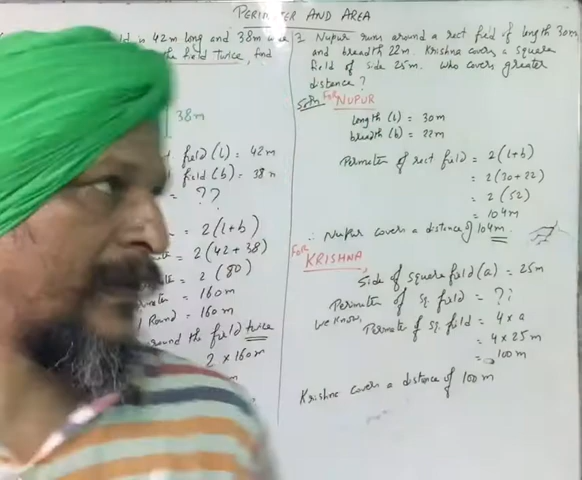 PERIMETER AND AREA
is 42m long and 38m wide
the field twice, find
38m
field (l) = 42m
field (b) = 38m
= ??
= 2(l+b)
= 2(42+38)
= 2 (80)
= 160m
Round = 160m
around the field twice
2 × 160m
m
3. Nupur runs around a rect field of length 30m
and breadth 22m. Krishna covers a square
field of side 25m. Who covers greater
distance?
Soln For NUPUR
length (l) = 30m
breadth (b) = 22m
Perimeter of rect field = 2(l+b)
= 2(30+22)
= 2(52)
= 104m
∴ Nupur covers a distance of 104m.
For KRISHNA
Side of square field (a) = 25m
Perimeter of sq. field = ??
We know, Perimeter of sq. field = 4 × a
= 4 × 25m
= 100m
Krishna covers a distance of 100m